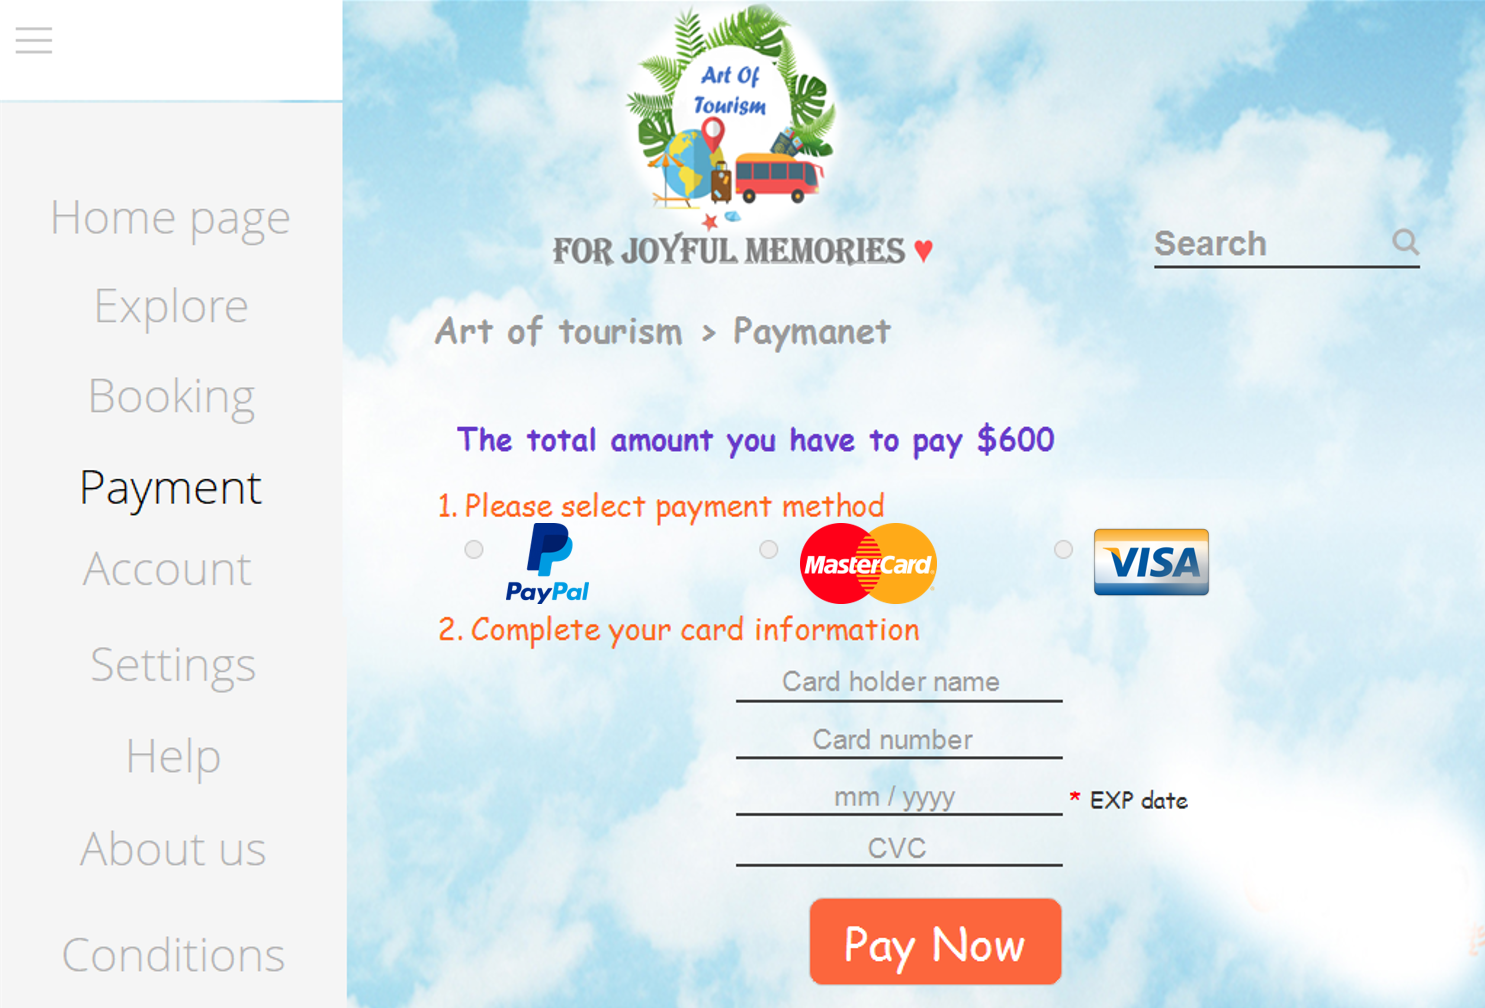 Home page
Explore
Booking
Payment
Account
Settings
Help
About us
Conditions
Art Of
Tourism
FOR JOYFUL MEMORIES ♥
Search
Art of tourism > Paymanet
The total amount you have to pay $600
1. Please select payment method
PayPal
MasterCard
VISA
2. Complete your card information
Card holder name
Card number
mm / yyyy
* EXP date
CVC
Pay Now